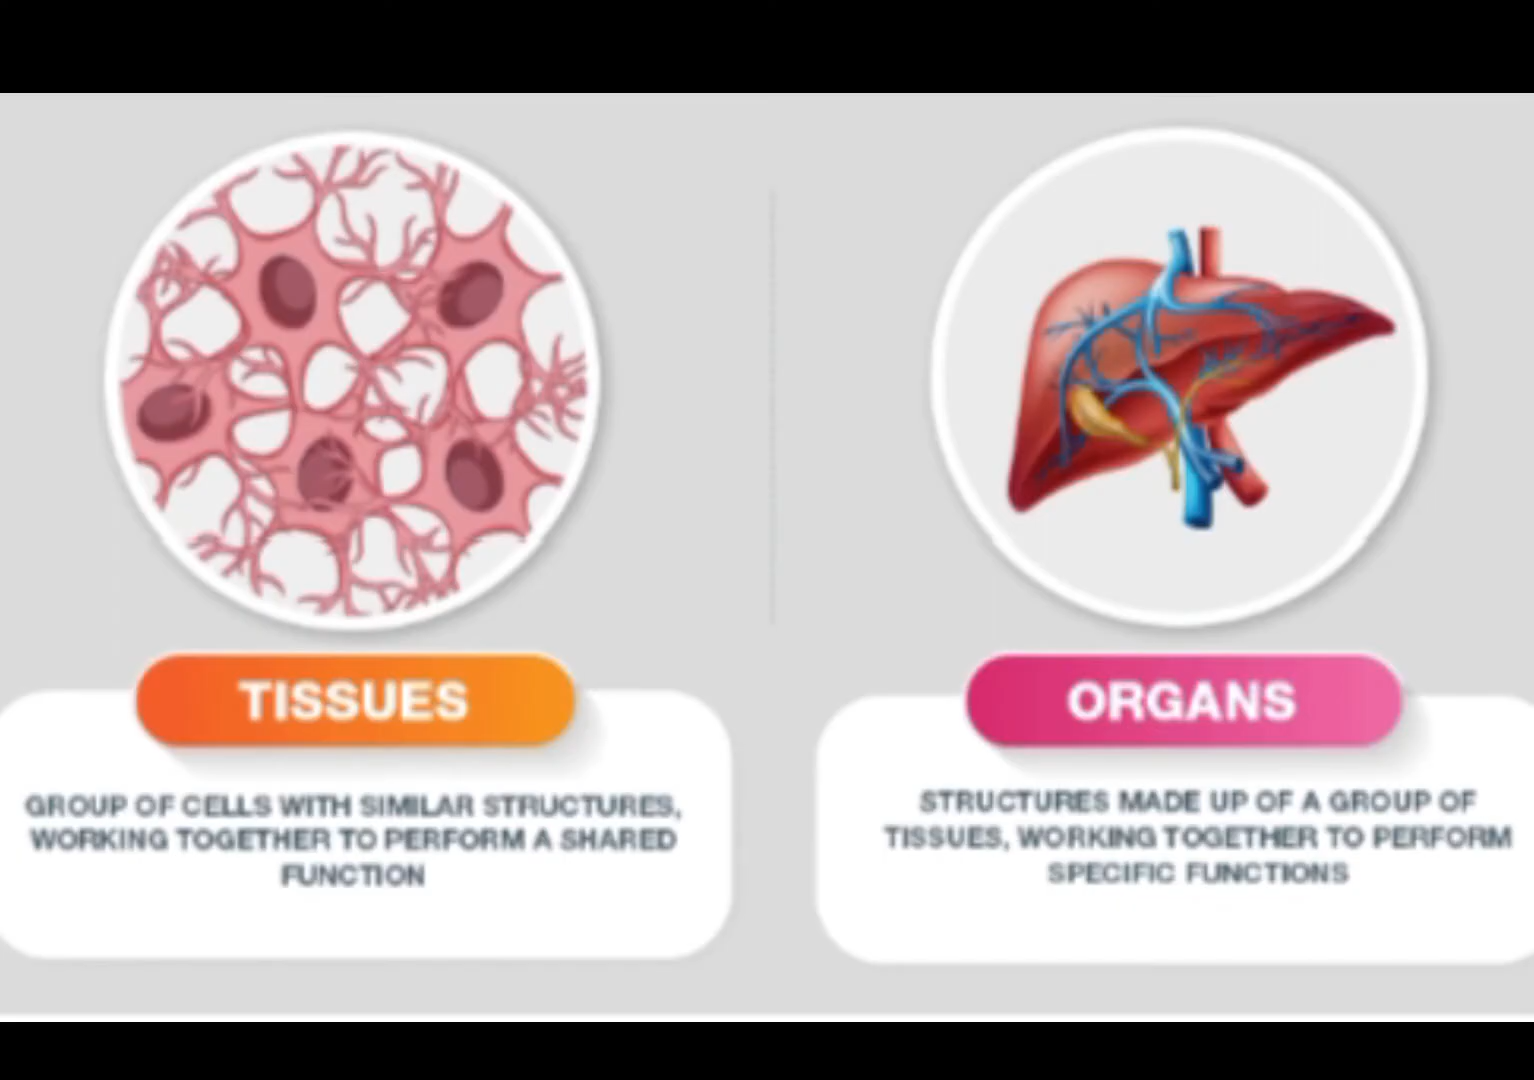 TISSUES
GROUP OF CELLS WITH SIMILAR STRUCTURES,
WORKING TOGETHER TO PERFORM A SHARED
FUNCTION
ORGANS
STRUCTURES MADE UP OF A GROUP OF
TISSUES, WORKING TOGETHER TO PERFORM
SPECIFIC FUNCTIONS